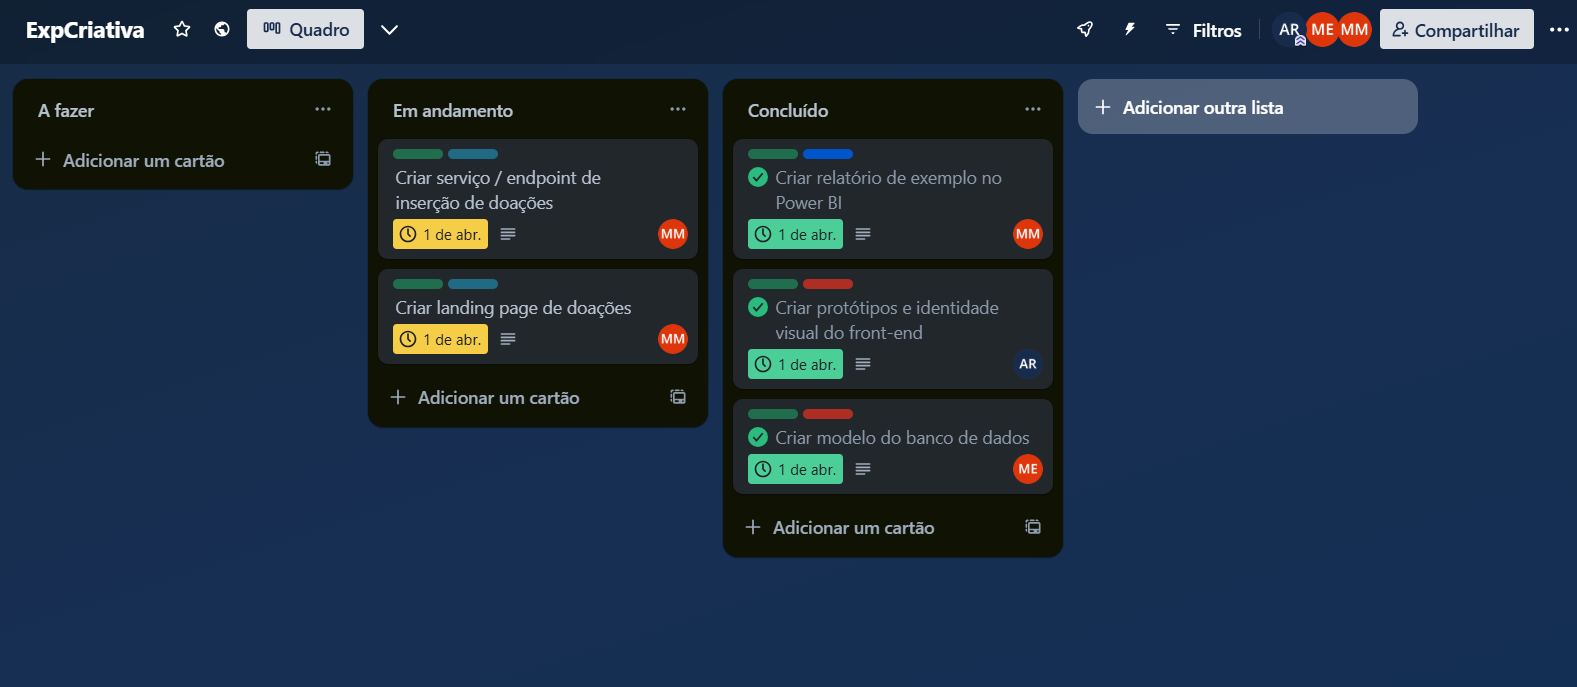 ExpCriativa
Quadro
Filtros
AR ME MM
Compartilhar
A fazer
Adicionar um cartão
Em andamento
Criar serviço / endpoint de
inserção de doações
1 de abr.
MM
Criar landing page de doações
1 de abr.
MM
Adicionar um cartão
Concluído
Criar relatório de exemplo no
Power BI
1 de abr.
MM
Criar protótipos e identidade
visual do front-end
1 de abr.
AR
Criar modelo do banco de dados
1 de abr.
ME
Adicionar um cartão
Adicionar outra lista